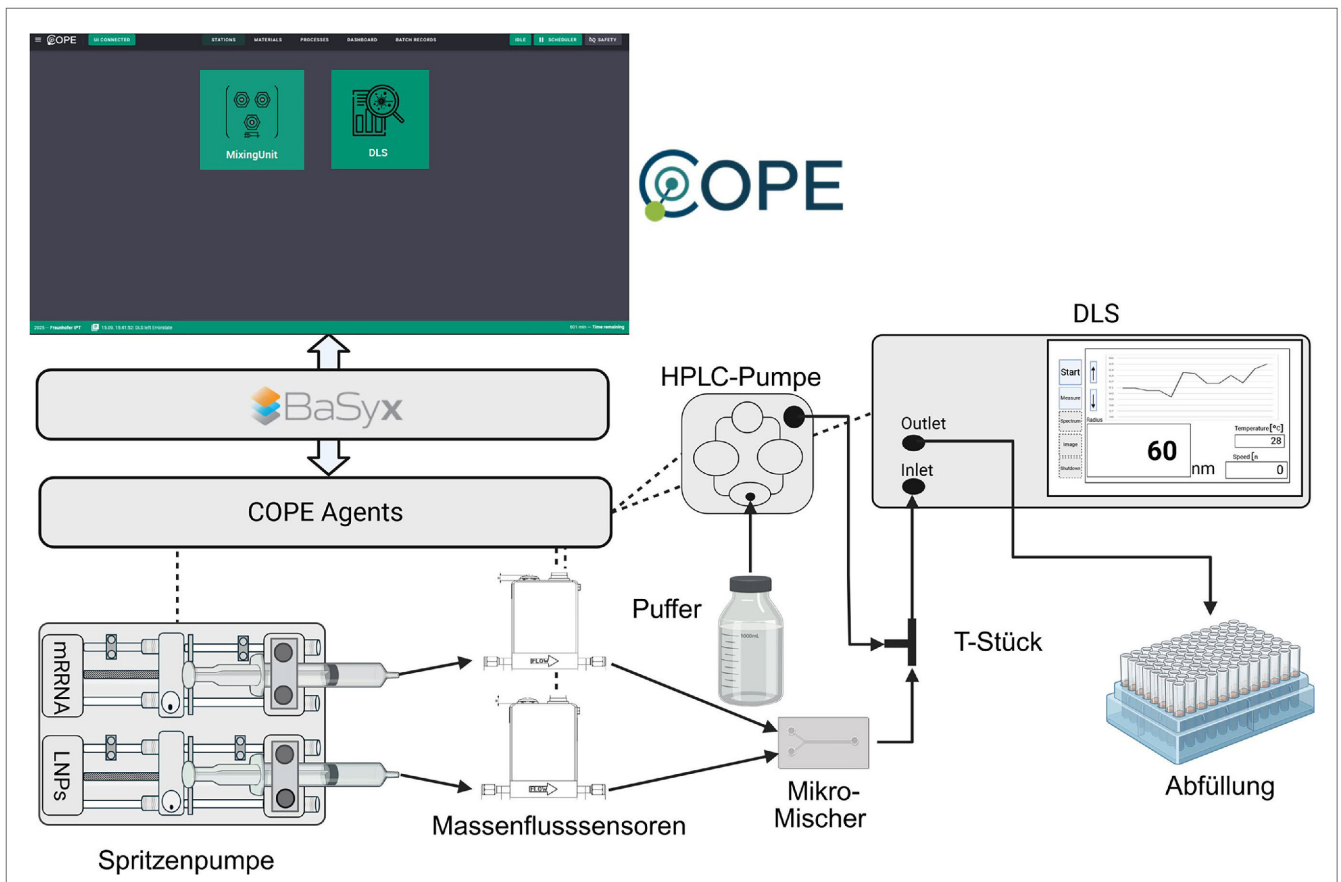 COPE
UI CONNECTED
STATIONS
MATERIALS
PROCESSES
DASHBOARD
BATCH RECORDS
IDLE
SCHEDULER
SAFETY
MixingUnit
DLS
2025 – Fraunhofer IPT
601 min – Time remaining
COPE
BaSyx
COPE Agents
HPLC-Pumpe
DLS
Outlet
Inlet
Start
Measure
Spectrum
Image
Shutdown
Radius
60
nm
Temperature[°C]
28
Speed [n
0
Puffer
1000mL
T-Stück
mRRNA
LNPs
FLOW
FLOW
Spritzenpumpe
Massenflusssensoren
Mikro-
Mischer
Abfüllung